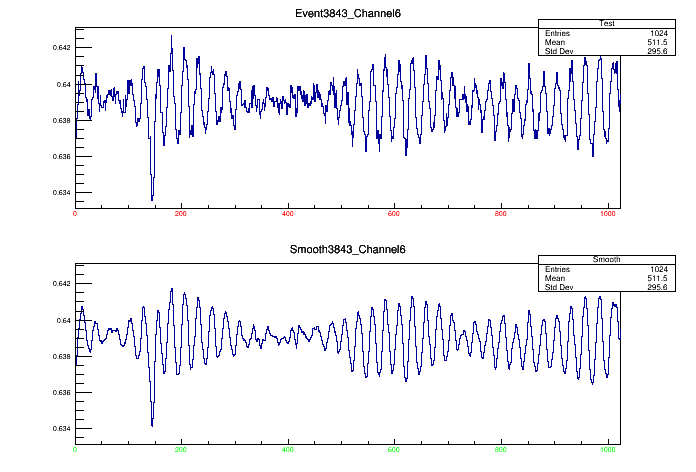 Event3843_Channel6
Test
Entries 1024
Mean 511.5
Std Dev 295.6
0.642
0.64
0.638
0.636
0.634
0 200 400 600 800 1000
Smooth3843_Channel6
Smooth
Entries 1024
Mean 511.5
Std Dev 295.6
0.642
0.64
0.638
0.636
0.634
0 200 400 600 800 1000